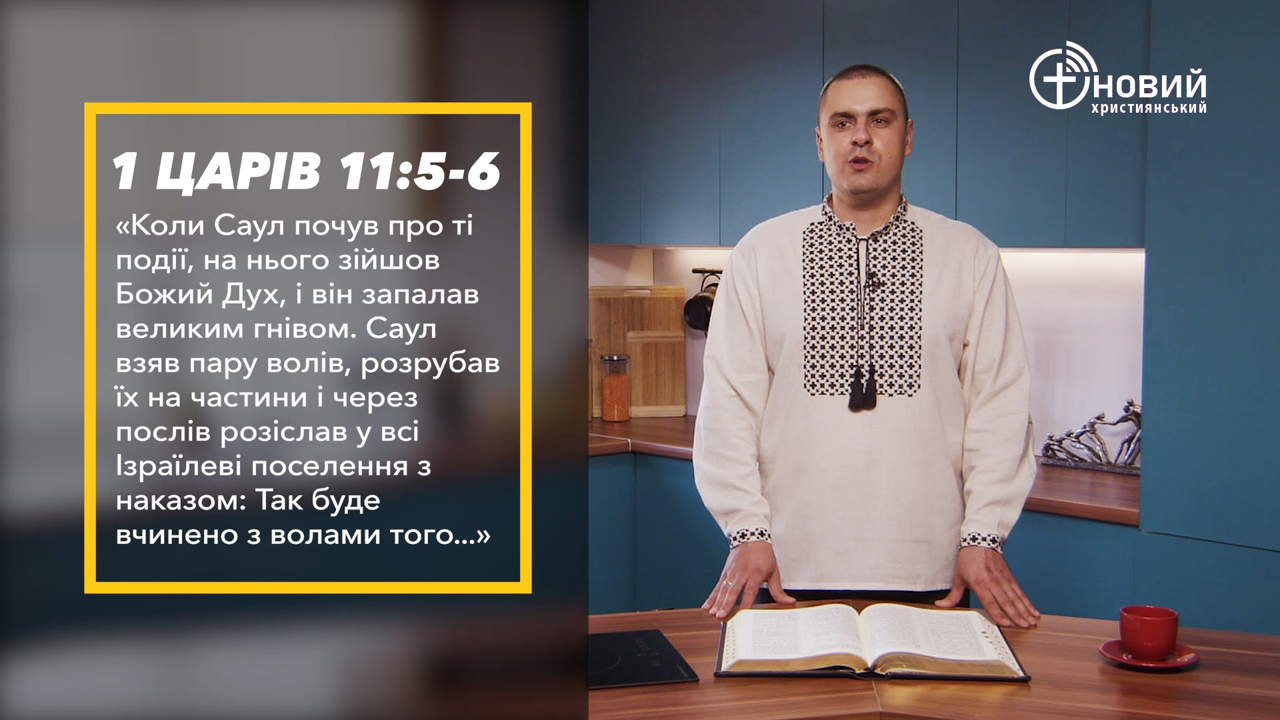 1 ЦАРІВ 11:5-6
«Коли Саул почув про ті
події, на нього зійшов
Божий Дух, і він запалав
великим гнівом. Саул
взяв пару волів, розрубав
їх на частини і через
послів розіслав у всі
Ізраїлеві поселення з
наказом: Так буде
вчинено з волами того...»
НОВИЙ
християнський